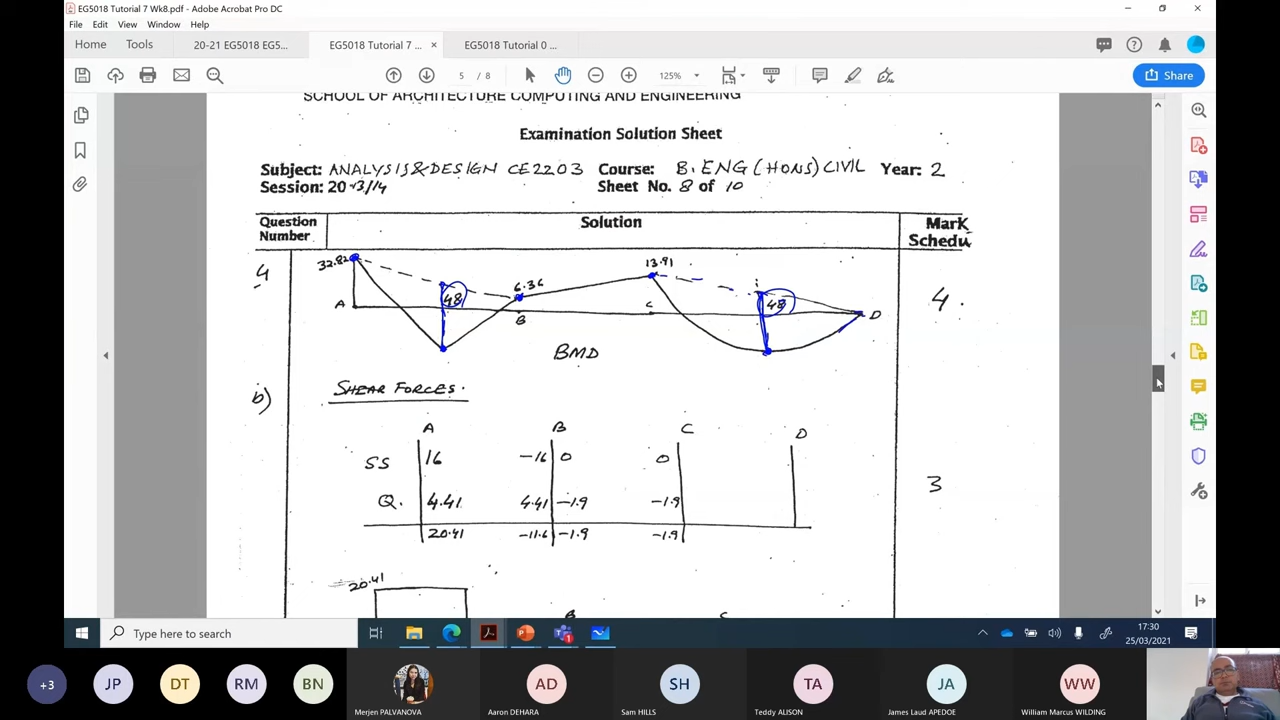 EG5018 Tutorial 7 Wk8.pdf - Adobe Acrobat Pro DC
File Edit View Window Help
Home Tools 20-21 EG5018 EG5... EG5018 Tutorial 7 ... × EG5018 Tutorial 0 ...
5 / 8 125% Share
SCHOOL OF ARCHITECTURE COMPUTING AND ENGINEERING
Examination Solution Sheet
Subject: ANALYSIS & DESIGN CE2203 Course: B. ENG (HONS) CIVIL Year: 2
Session: 2013/14 Sheet No. 8 of 10
Question Number Solution Mark Schedu
4 32.82 6.36 13.91 4.
A 48 B C 48 D
BMD
b) SHEAR FORCES.
A B C D
SS 16 -16 0 0
Q. 4.41 4.41 -1.9 -1.9 3
20.41 -11.6 -1.9 -1.9
20.41
B C
Type here to search 17:30
25/03/2021
+3 JP DT RM BN AD SH TA JA WW
Merjen PALVANOVA Aaron DEHARA Sam HILLS Teddy ALISON James Laud APEDOE William Marcus WILDING